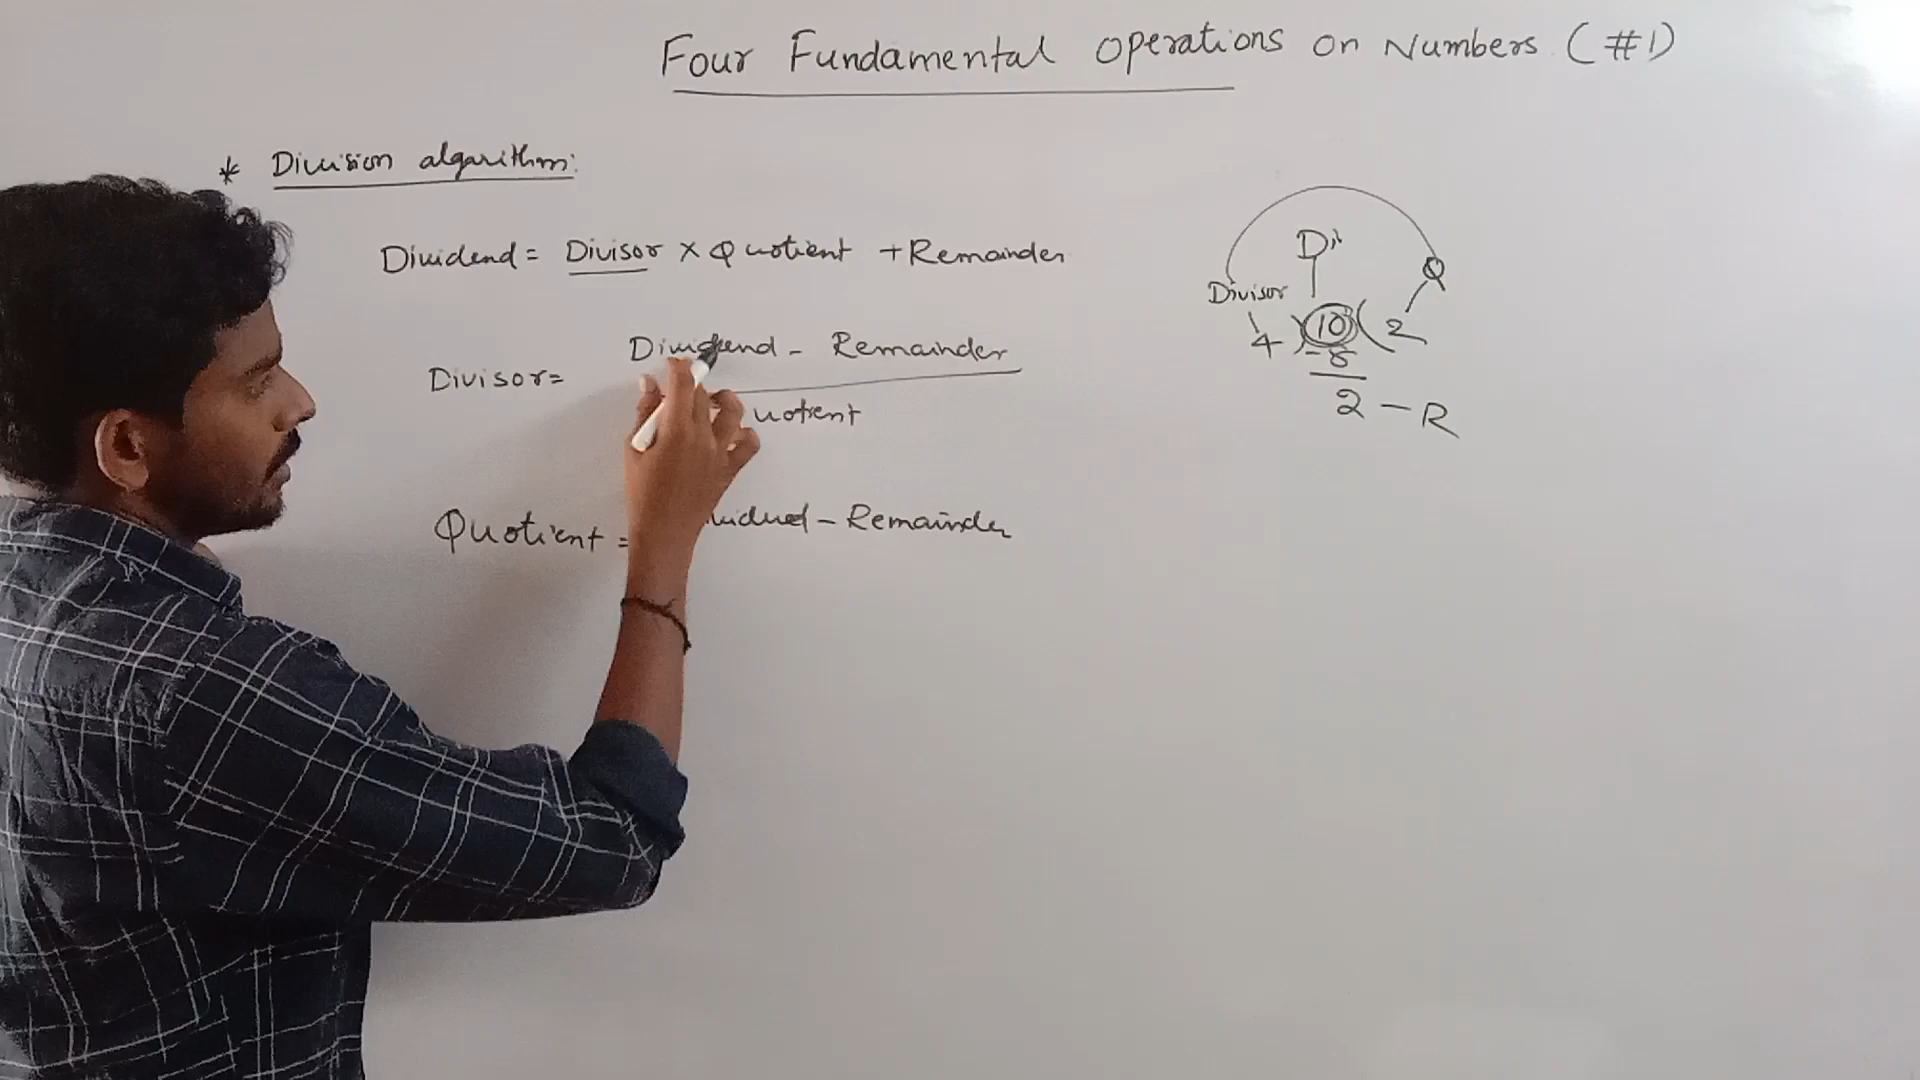 Four Fundamental Operations on Numbers (#1)
* Division algorithm:
Dividend = Divisor × Quotient + Remainder
Divisor = Dividend - Remainder
uotient
Quotient = - Remainder
Di
Q
Divisor
4 ) 10 ( 2
- 8
2 - R